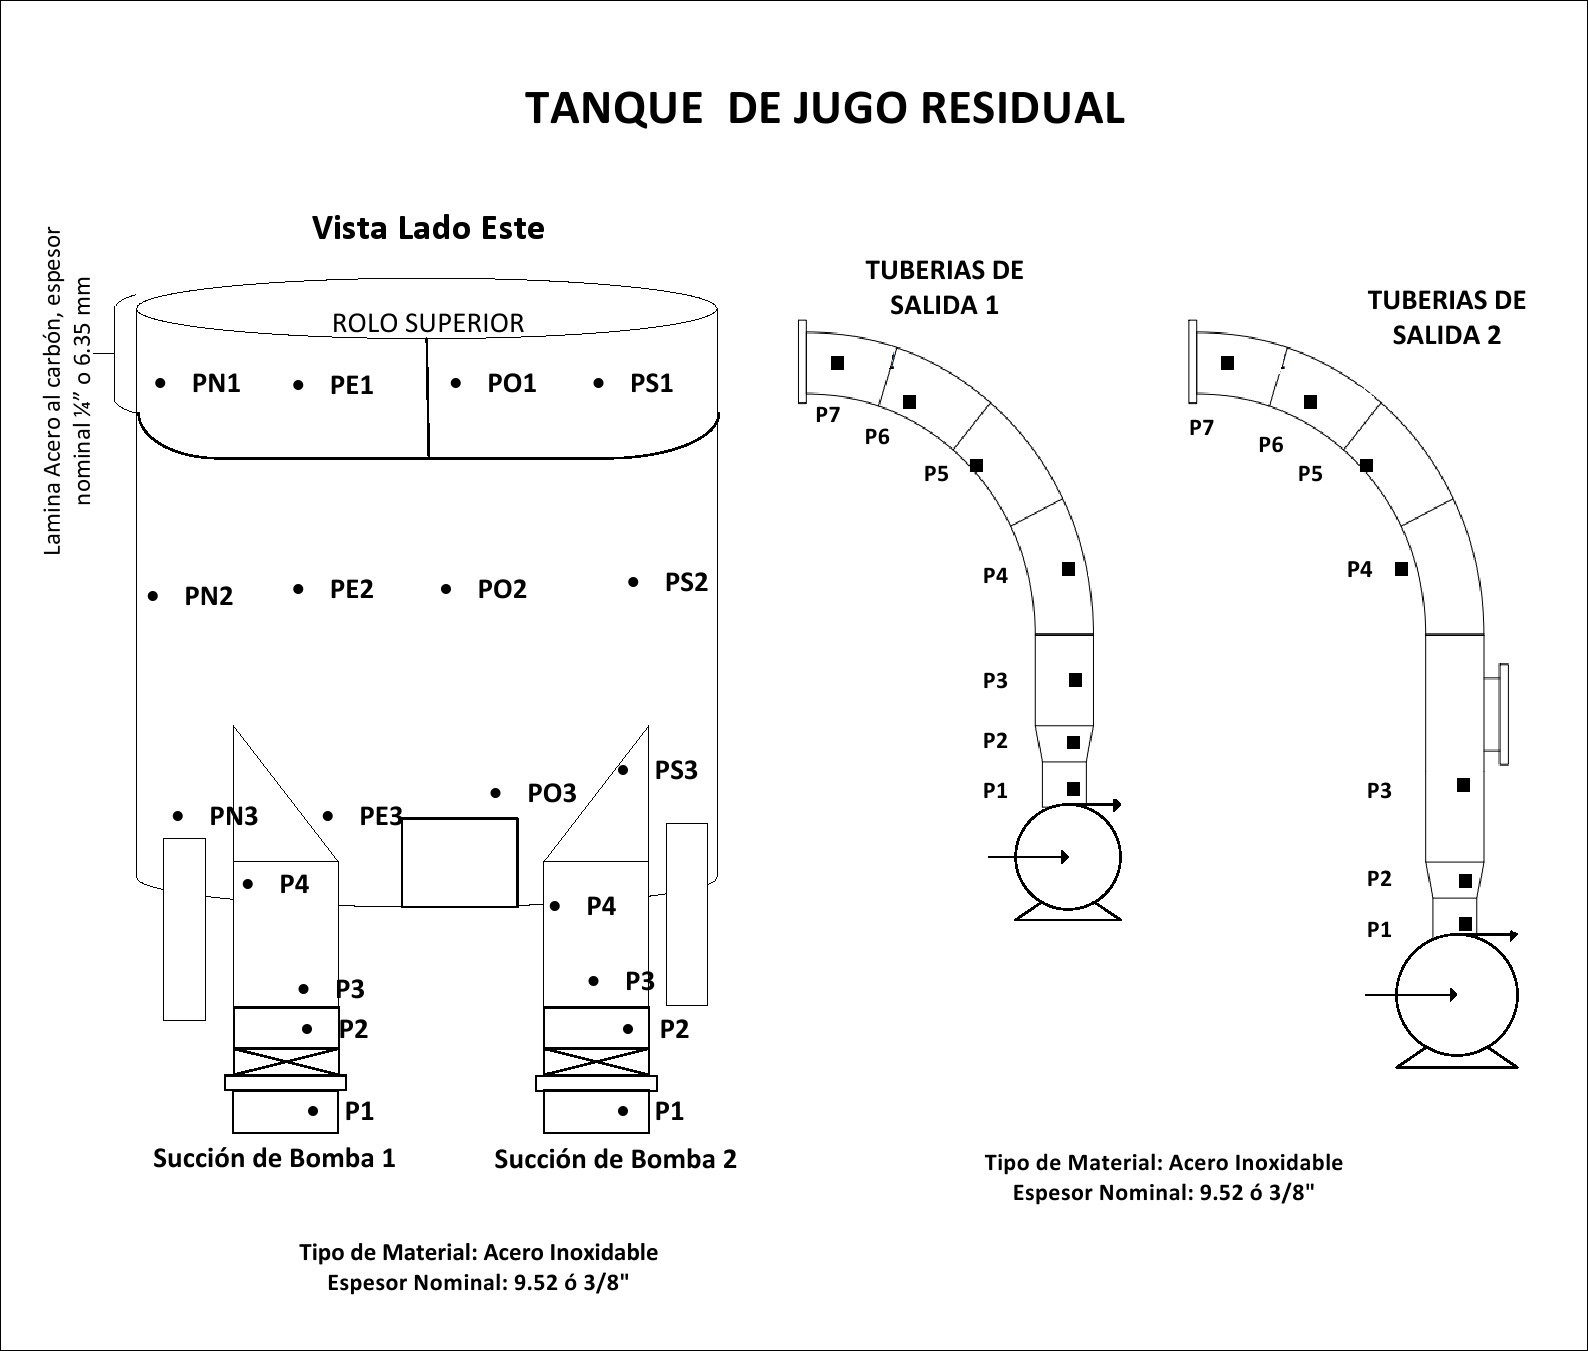 TANQUE  DE JUGO RESIDUAL
Vista Lado Este
Lamina Acero al carbón, espesor
nominal ¼” o 6.35 mm
ROLO SUPERIOR
PN1
PE1
PO1
PS1
PN2
PE2
PO2
PS2
PN3
PE3
PO3
PS3
P4
P3
P2
P1
Succión de Bomba 1
P4
P3
P2
P1
Succión de Bomba 2
Tipo de Material: Acero Inoxidable
Espesor Nominal: 9.52 ó 3/8"
TUBERIAS DE
SALIDA 1
P7
P6
P5
P4
P3
P2
P1
TUBERIAS DE
SALIDA 2
P7
P6
P5
P4
P3
P2
P1
Tipo de Material: Acero Inoxidable
Espesor Nominal: 9.52 ó 3/8"